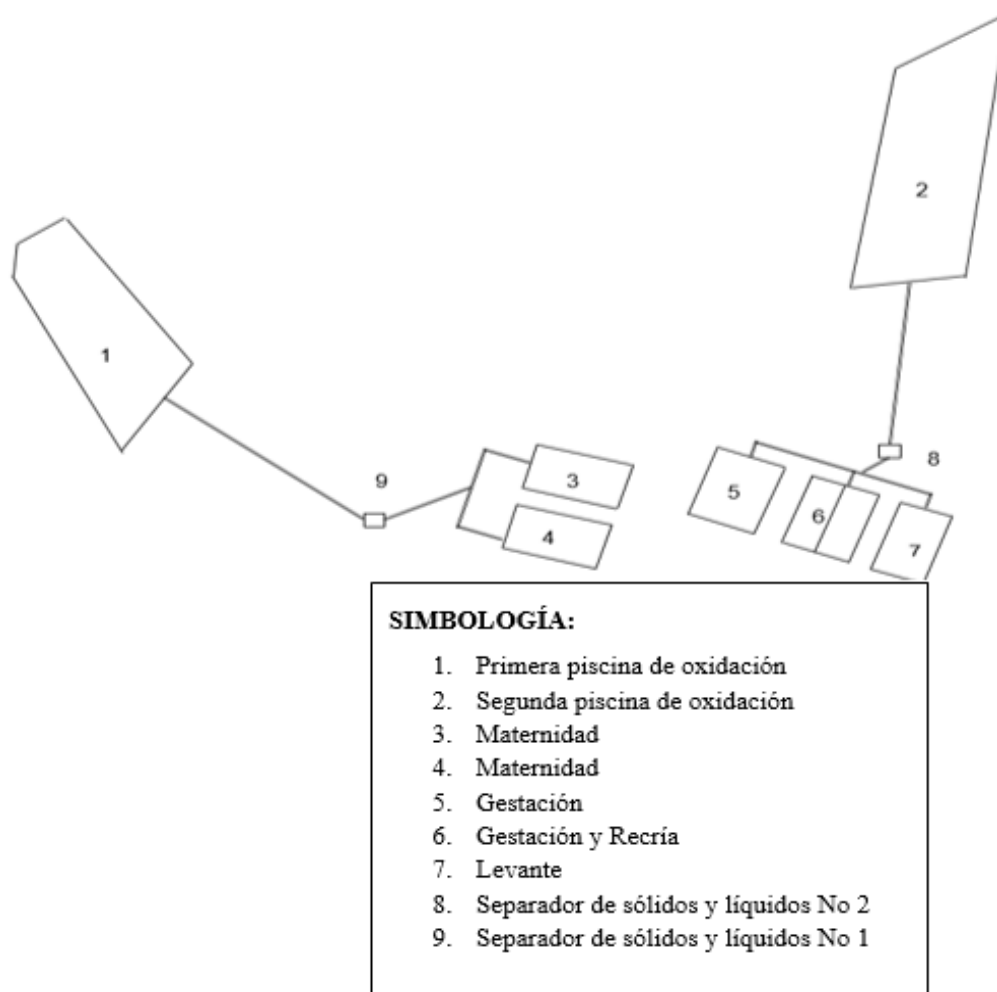 2
1
9
3
8
5
6
4
7
SIMBOLOGÍA:
1. Primera piscina de oxidación
2. Segunda piscina de oxidación
3. Maternidad
4. Maternidad
5. Gestación
6. Gestación y Recría
7. Levante
8. Separador de sólidos y líquidos No 2
9. Separador de sólidos y líquidos No 1